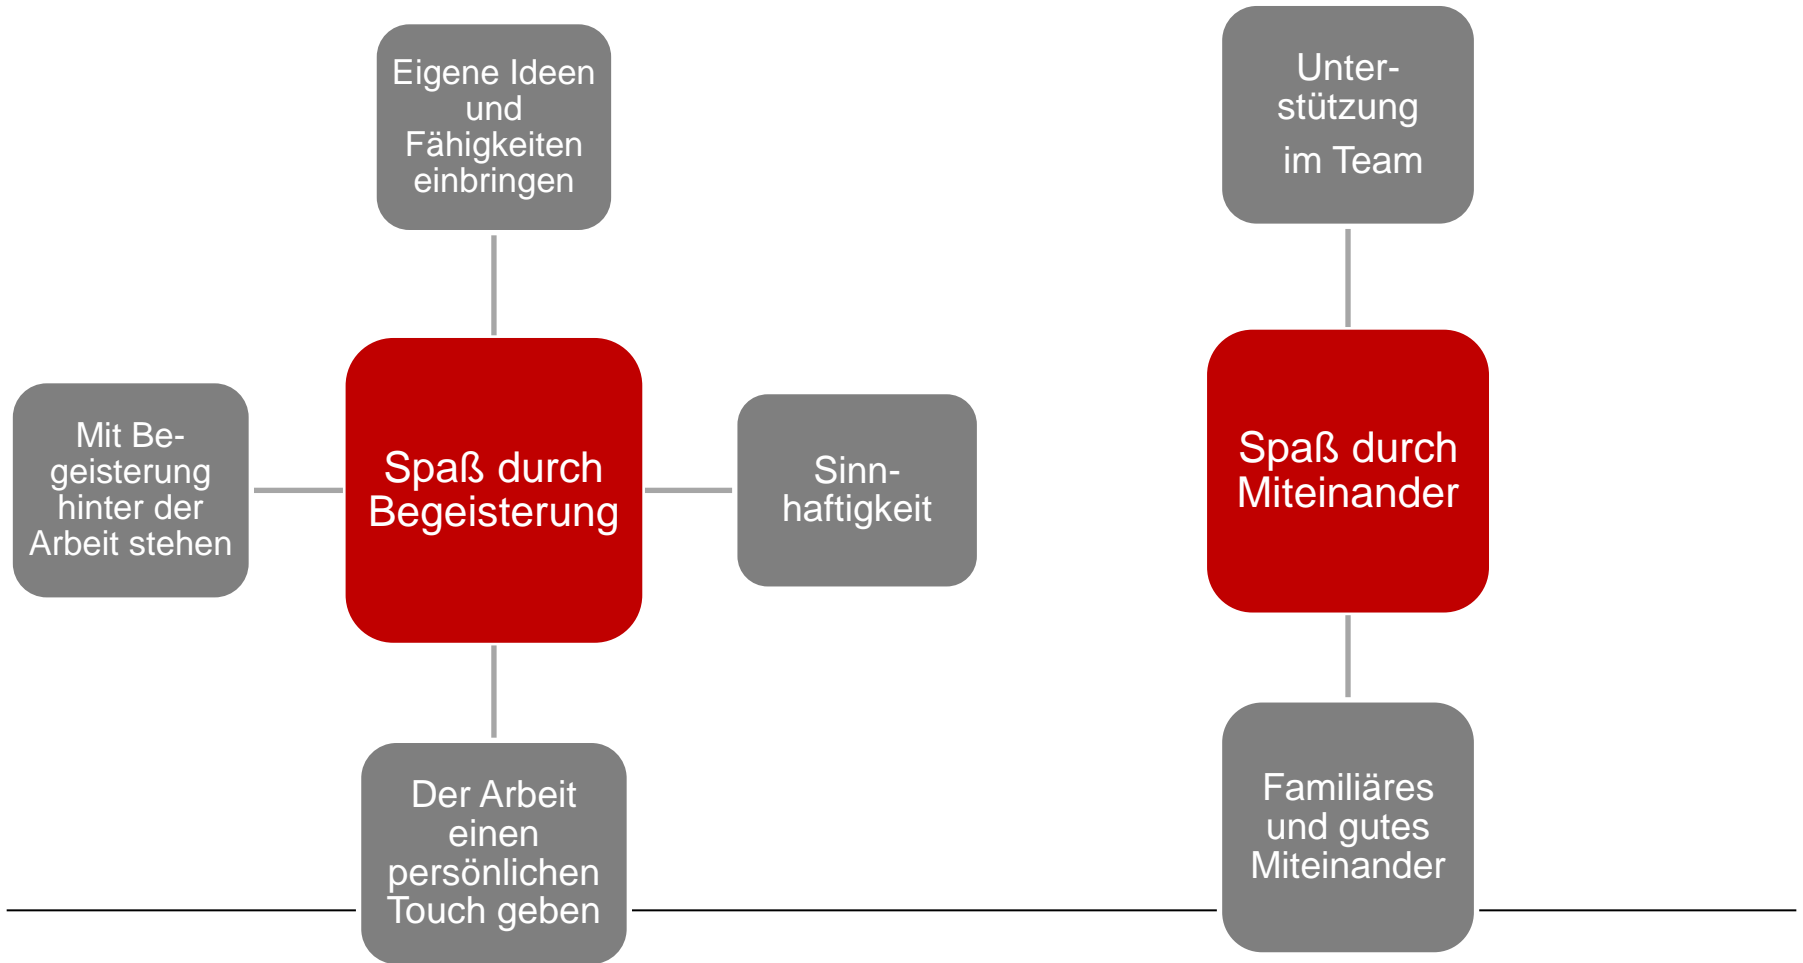 Eigene Ideen
und
Fähigkeiten
einbringen
Mit Be-
geisterung
hinter der
Arbeit stehen
Spaß durch
Begeisterung
Sinn-
haftigkeit
Der Arbeit
einen
persönlichen
Touch geben
Unter-
stützung
im Team
Spaß durch
Miteinander
Familiäres
und gutes
Miteinander